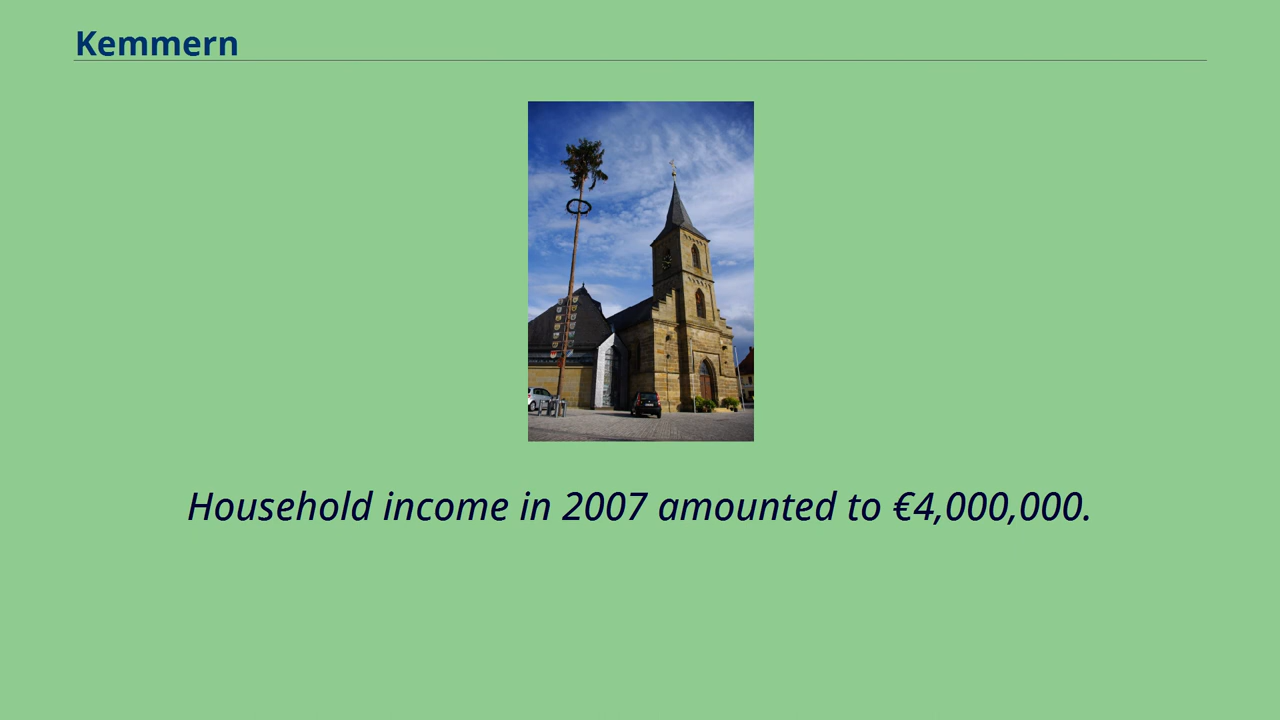 Kemmern
Household income in 2007 amounted to €4,000,000.